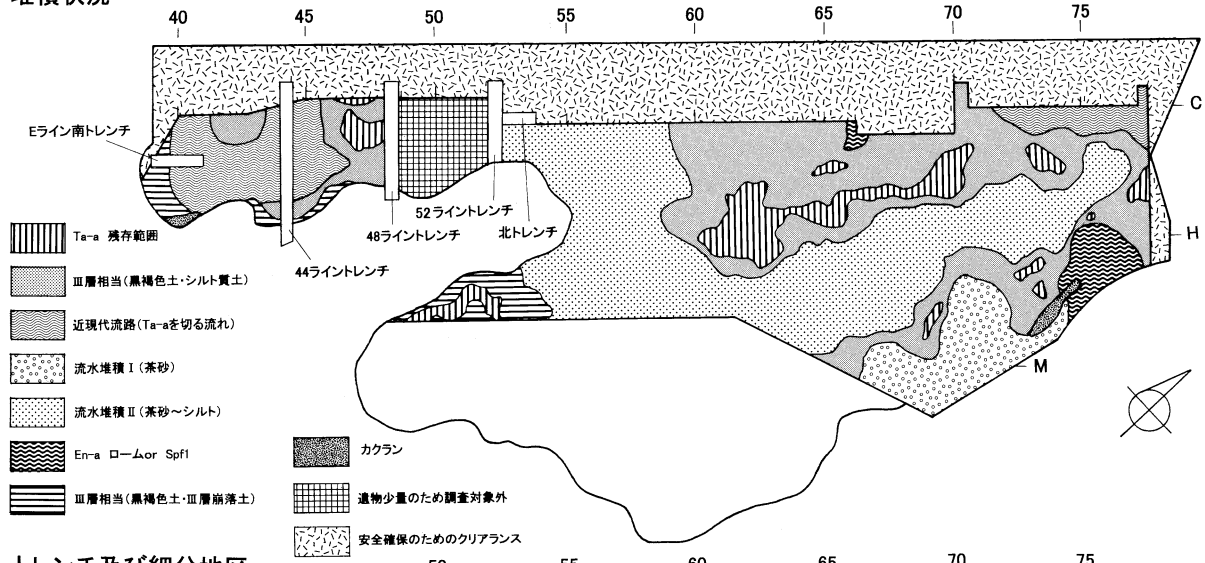 堆積状況
40 45 50 55 60 65 70 75
C
Eライン南トレンチ
52ライントレンチ
北トレンチ
48ライントレンチ
44ライントレンチ
H
M
Ta-a 残存範囲
Ⅲ層相当(黒褐色土・シルト質土)
近現代流路(Ta-aを切る流れ)
流水堆積Ⅰ(茶砂)
流水堆積Ⅱ(茶砂～シルト)
En-a ロームor Spf1
Ⅲ層相当(黒褐色土・Ⅲ層崩落土)
カクラン
遺物少量のため調査対象外
安全確保のためのクリアランス
トレンチ及び細分地区
50 55 60 65 70 75